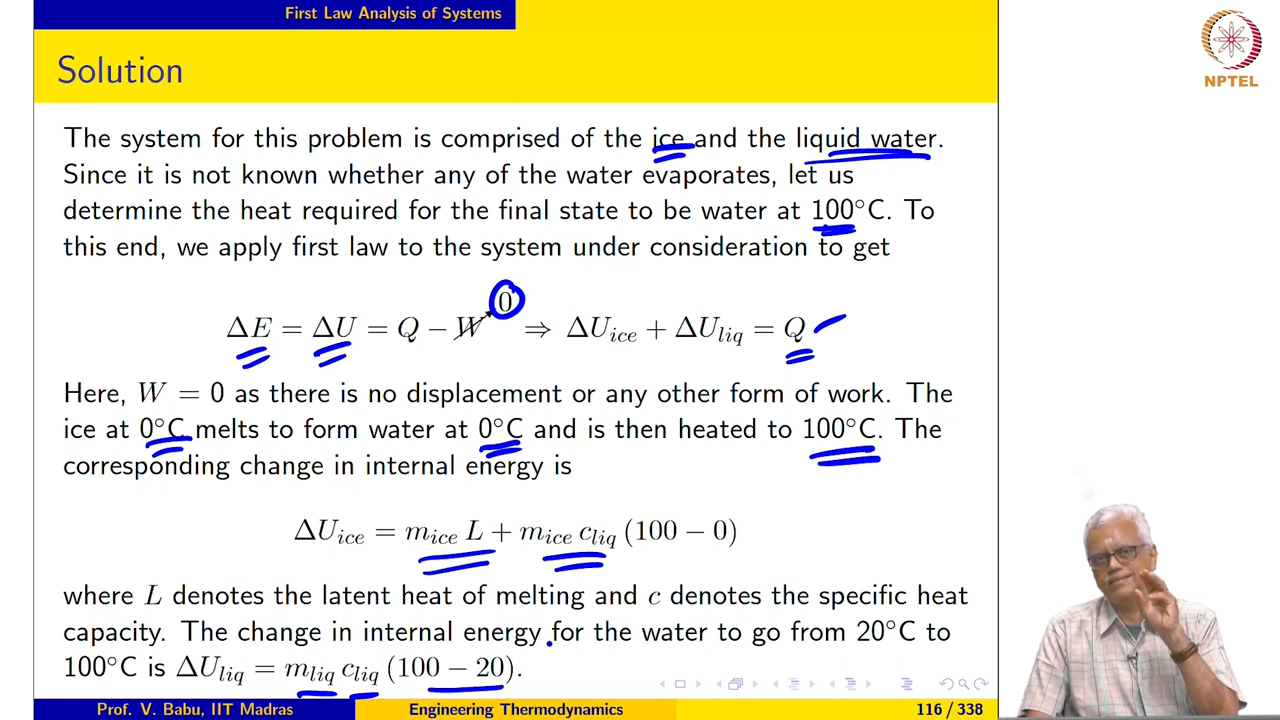 First Law Analysis of Systems
Solution
NPTEL
The system for this problem is comprised of the ice and the liquid water.
Since it is not known whether any of the water evaporates, let us
determine the heat required for the final state to be water at 100°C. To
this end, we apply first law to the system under consideration to get
ΔE = ΔU = Q − W 0 ⇒ ΔU_ice + ΔU_liq = Q
Here, W = 0 as there is no displacement or any other form of work. The
ice at 0°C melts to form water at 0°C and is then heated to 100°C. The
corresponding change in internal energy is
ΔU_ice = m_ice L + m_ice c_liq (100 − 0)
where L denotes the latent heat of melting and c denotes the specific heat
capacity. The change in internal energy for the water to go from 20°C to
100°C is ΔU_liq = m_liq c_liq (100 − 20).
Prof. V. Babu, IIT Madras Engineering Thermodynamics 116 / 338